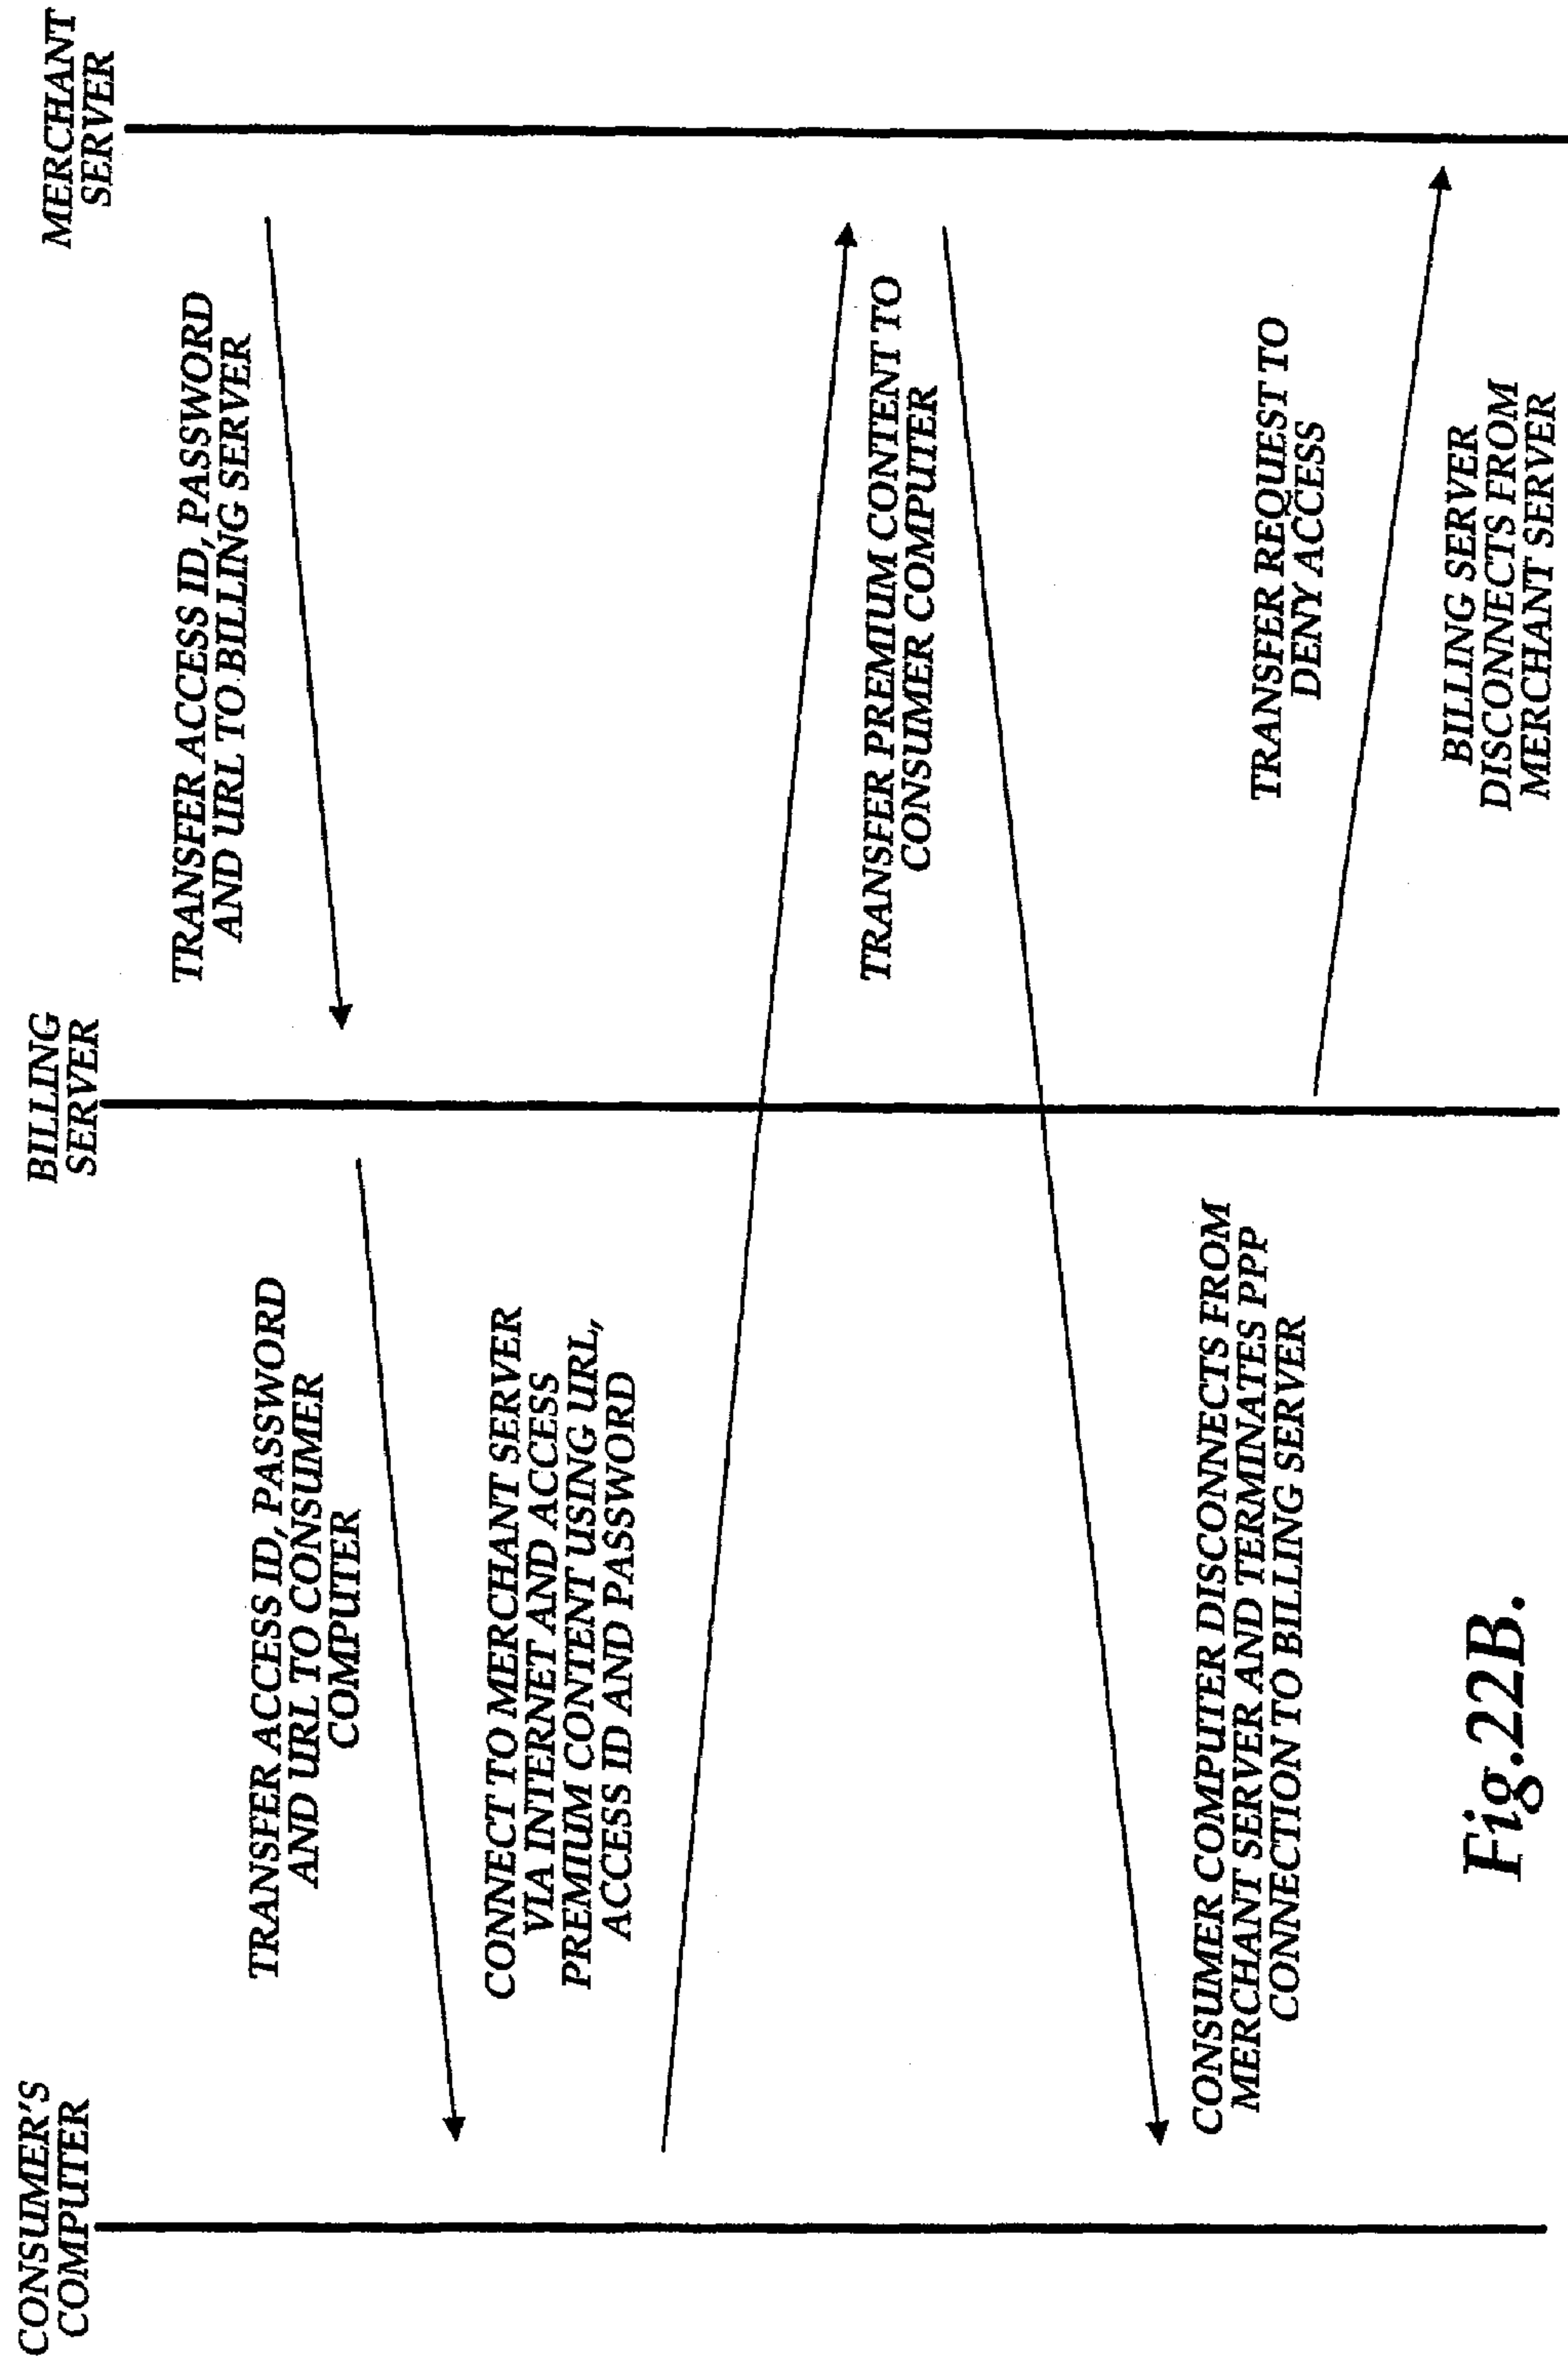 CONSUMER'S
COMPUTER
BILLING
SERVER
MERCHANT
SERVER
TRANSFER ACCESS ID, PASSWORD
AND URL TO BILLING SERVER
TRANSFER ACCESS ID, PASSWORD
AND URL TO CONSUMER
COMPUTER
CONNECT TO MERCHANT SERVER
VIA INTERNET AND ACCESS
PREMIUM CONTENT USING URL,
ACCESS ID AND PASSWORD
TRANSFER PREMIUM CONTENT TO
CONSUMER COMPUTER
CONSUMER COMPUTER DISCONNECTS FROM
MERCHANT SERVER AND TERMINATES PPP
CONNECTION TO BILLING SERVER
TRANSFER REQUEST TO
DENY ACCESS
BILLING SERVER
DISCONNECTS FROM
MERCHANT SERVER
Fig.22B.